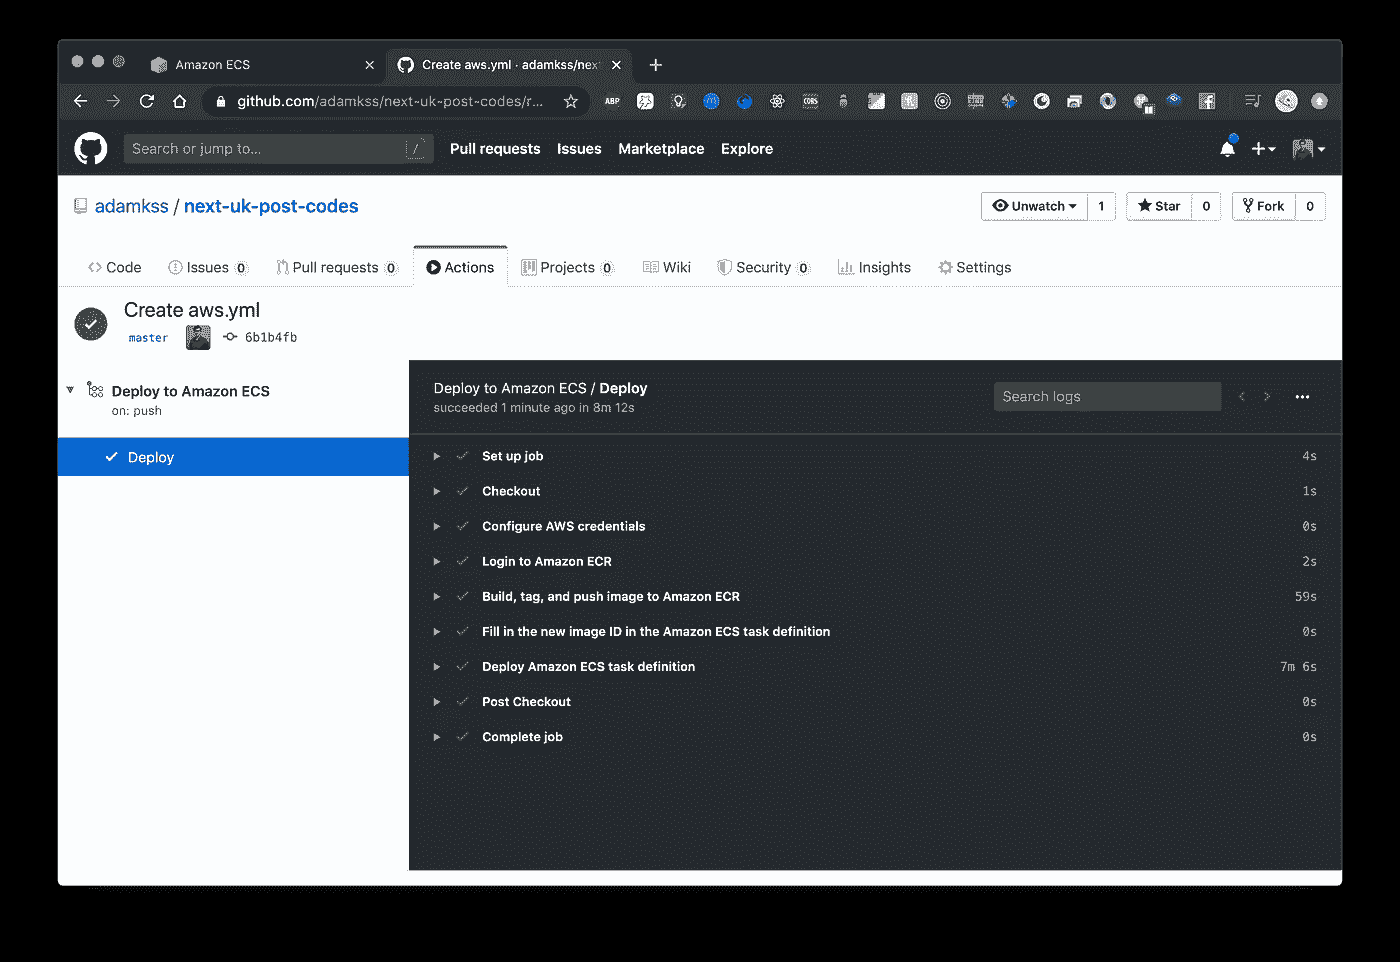 Amazon ECS
Create aws.yml · adamkss/nex
github.com/adamkss/next-uk-post-codes/r...
ABP
CORS
Search or jump to...
/
Pull requests Issues Marketplace Explore
adamkss / next-uk-post-codes
Unwatch 1 Star 0 Fork 0
Code Issues 0 Pull requests 0 Actions Projects 0 Wiki Security 0 Insights Settings
Create aws.yml
master 6b1b4fb
Deploy to Amazon ECS
on: push
Deploy
Deploy to Amazon ECS / Deploy
succeeded 1 minute ago in 8m 12s
Search logs
Set up job 4s
Checkout 1s
Configure AWS credentials 0s
Login to Amazon ECR 2s
Build, tag, and push image to Amazon ECR 59s
Fill in the new image ID in the Amazon ECS task definition 0s
Deploy Amazon ECS task definition 7m 6s
Post Checkout 0s
Complete job 0s